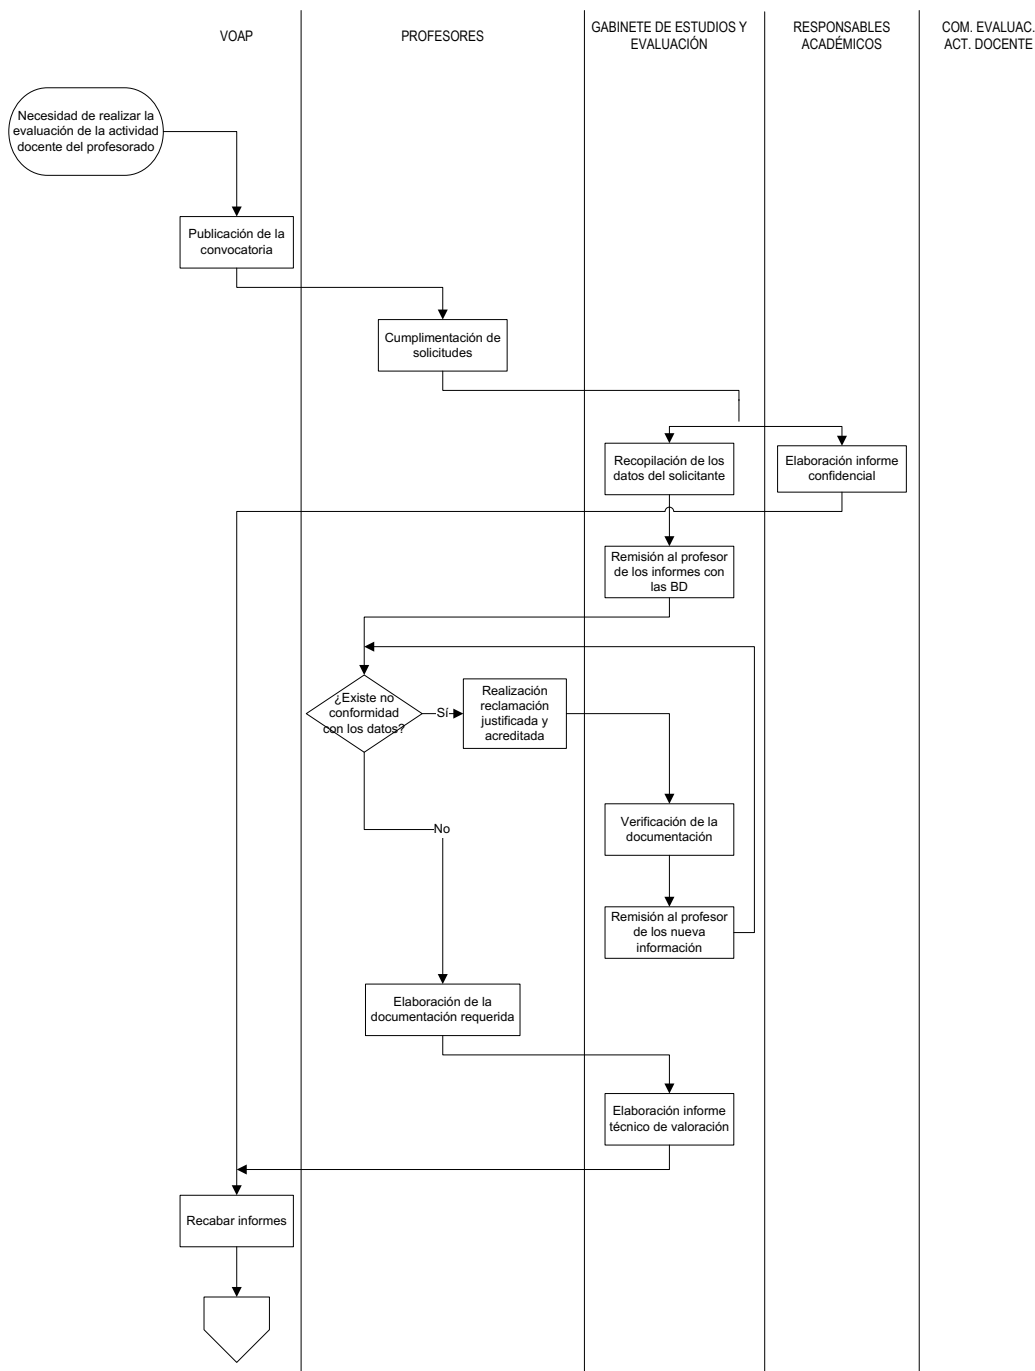 VOAP
PROFESORES
GABINETE DE ESTUDIOS Y
EVALUACIÓN
RESPONSABLES
ACADÉMICOS
COM. EVALUAC.
ACT. DOCENTE
Necesidad de realizar la
evaluación de la actividad
docente del profesorado
Publicación de la
convocatoria
Cumplimentación de
solicitudes
Recopilación de los
datos del solicitante
Elaboración informe
confidencial
Remisión al profesor
de los informes con
las BD
¿Existe no
conformidad
con los datos?
Sí
Realización
reclamación
justificada y
acreditada
No
Verificación de la
documentación
Remisión al profesor
de los nueva
información
Elaboración de la
documentación requerida
Elaboración informe
técnico de valoración
Recabar informes